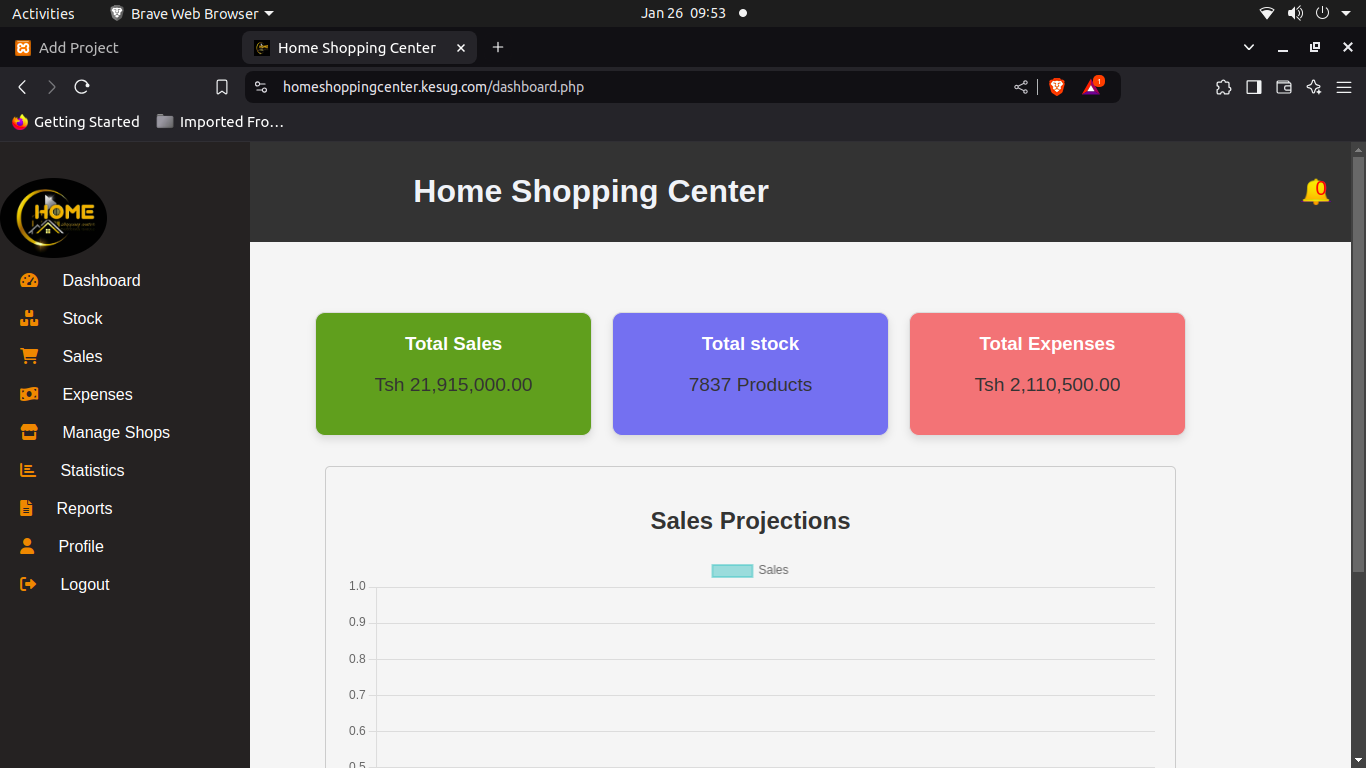 Activities
Brave Web Browser
Jan 26 09:53
Add Project
Home Shopping Center
homeshoppingcenter.kesug.com/dashboard.php
1
Getting Started
Imported Fro...
HOME
Home Shopping Center
0
Dashboard
Stock
Sales
Expenses
Manage Shops
Statistics
Reports
Profile
Logout
Total Sales
Tsh 21,915,000.00
Total stock
7837 Products
Total Expenses
Tsh 2,110,500.00
Sales Projections
Sales
1.0
0.9
0.8
0.7
0.6
0.5